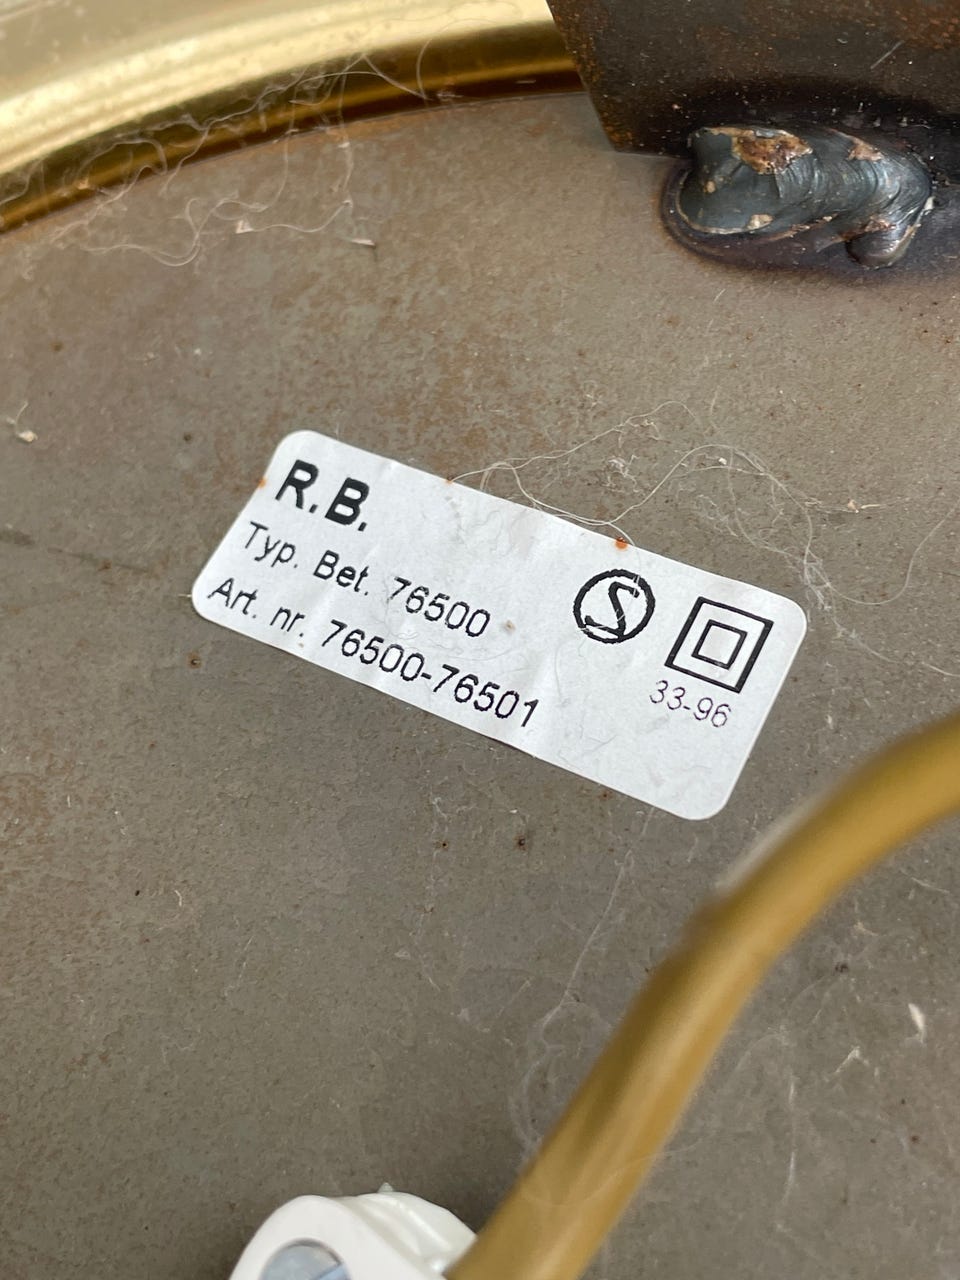 R.B.
Typ. Bet. 76500
Art. nr. 76500-76501
S
33-96